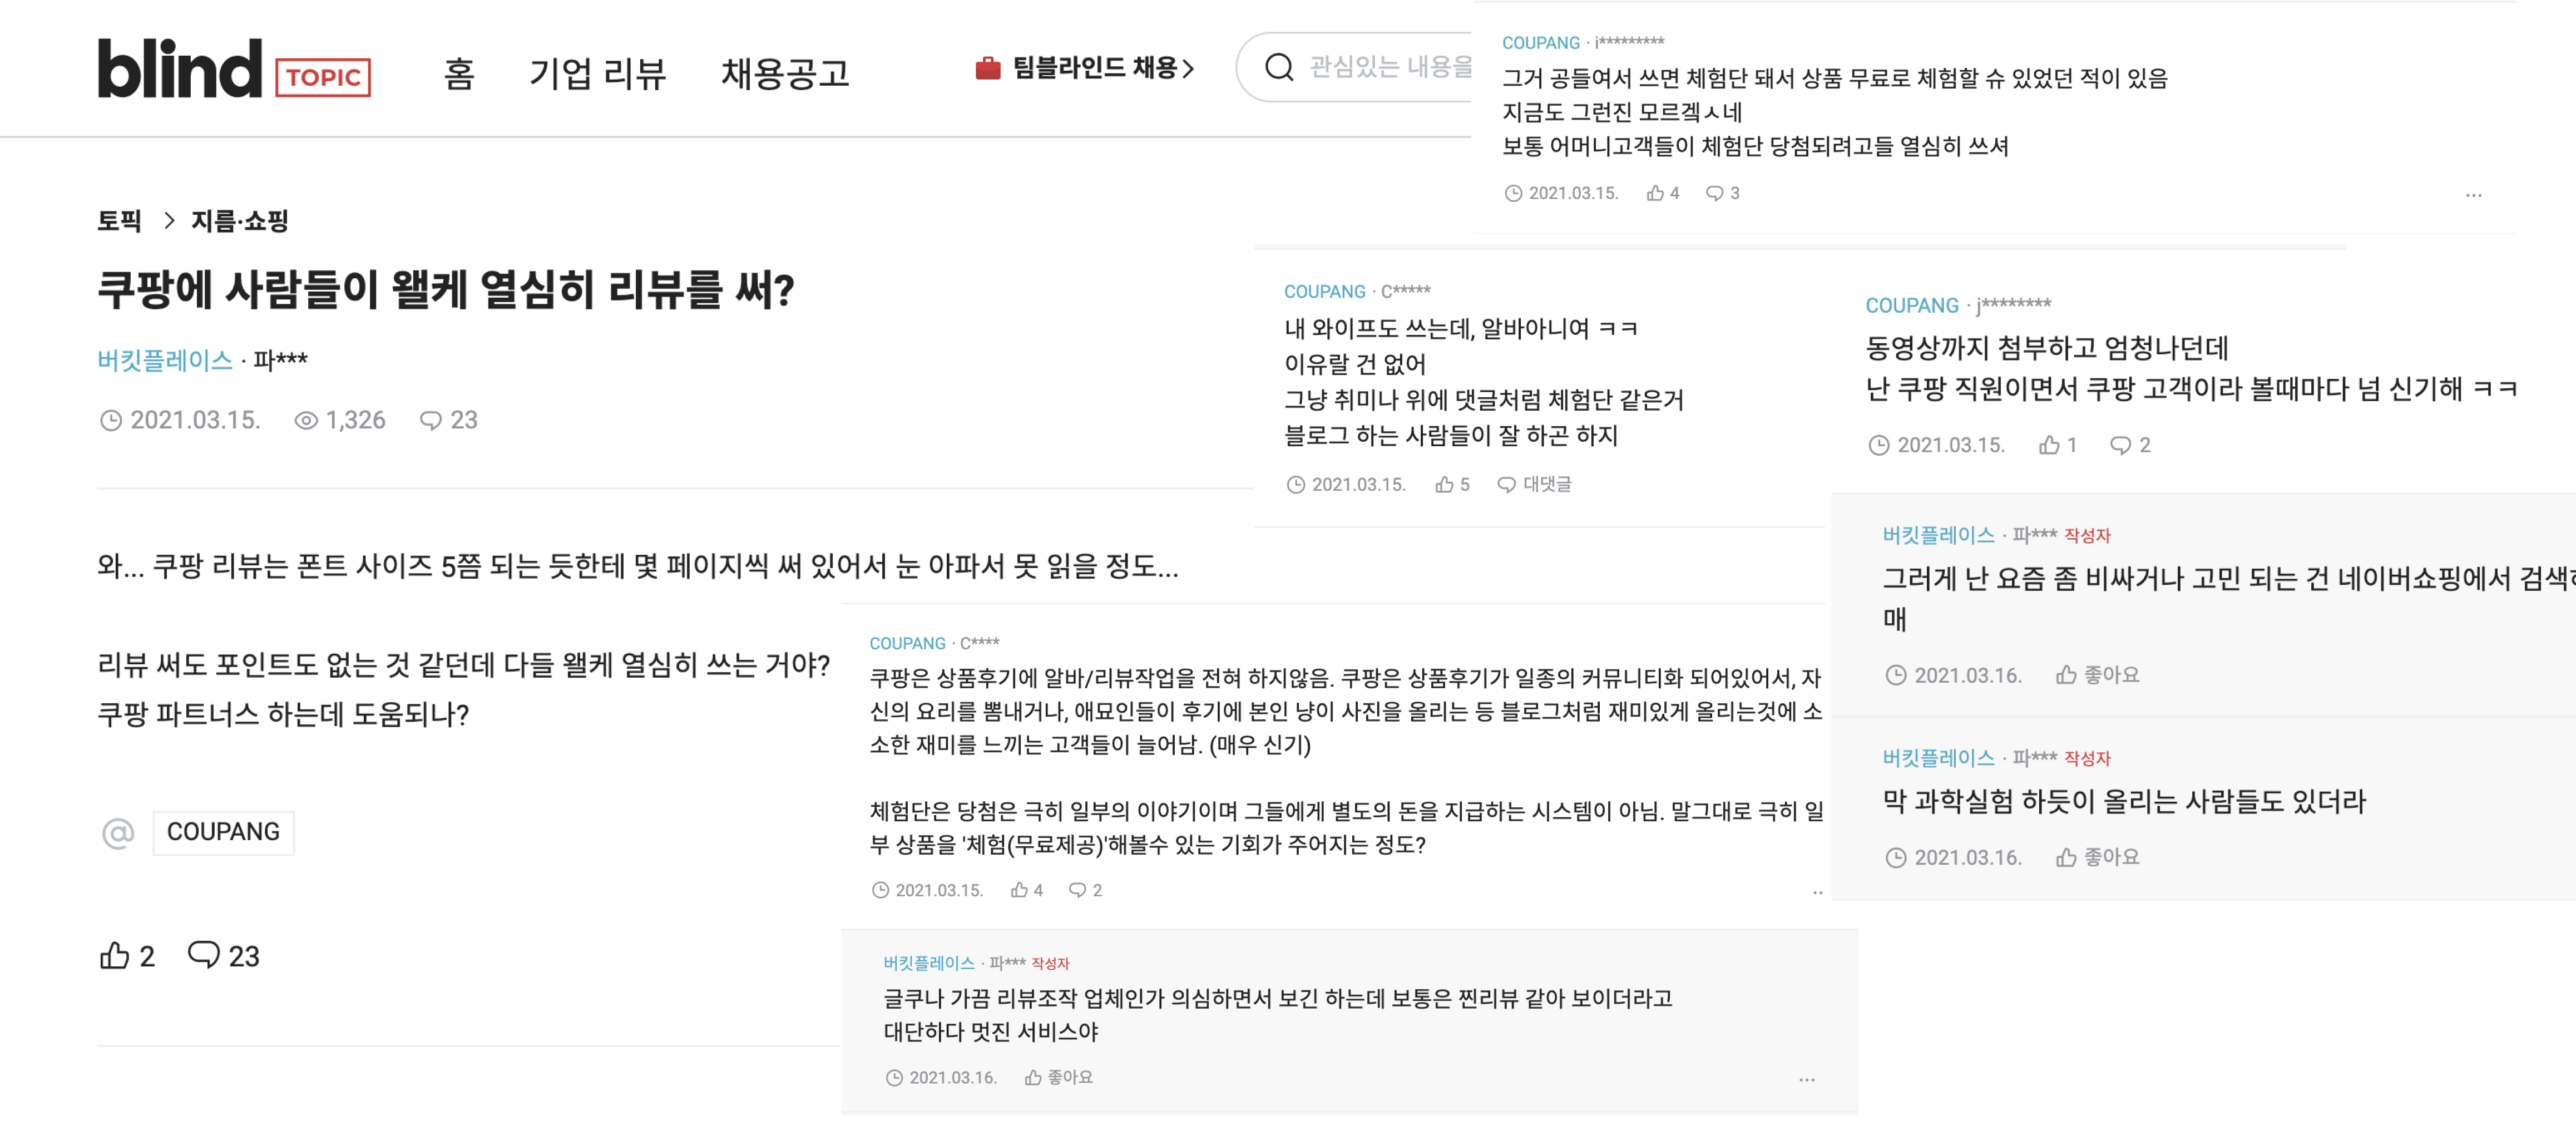 blind TOPIC
홈 기업 리뷰 채용공고
팀블라인드 채용
관심있는 내용을
토픽 > 지름·쇼핑
쿠팡에 사람들이 왤케 열심히 리뷰를 써?
버킷플레이스 · 파***
2021.03.15. 1,326 23
와... 쿠팡 리뷰는 폰트 사이즈 5쯤 되는 듯한테 몇 페이지씩 써 있어서 눈 아파서 못 읽을 정도...
리뷰 써도 포인트도 없는 것 같던데 다들 왤케 열심히 쓰는 거야?
쿠팡 파트너스 하는데 도움되나?
@ COUPANG
2 23
COUPANG · i*********
그거 공들여서 쓰면 체험단 돼서 상품 무료로 체험할 슈 있었던 적이 있음
지금도 그런진 모르겤ㅅ네
보통 어머니고객들이 체험단 당첨되려고들 열심히 쓰셔
2021.03.15. 4 3
...
COUPANG · C*****
내 와이프도 쓰는데, 알바아니여 ㅋㅋ
이유랄 건 없어
그냥 취미나 위에 댓글처럼 체험단 같은거
블로그 하는 사람들이 잘 하곤 하지
2021.03.15. 5 대댓글
COUPANG · j********
동영상까지 첨부하고 엄청나던데
난 쿠팡 직원이면서 쿠팡 고객이라 볼때마다 넘 신기해 ㅋㅋ
2021.03.15. 1 2
버킷플레이스 · 파*** 작성자
그러게 난 요즘 좀 비싸거나 고민 되는 건 네이버쇼핑에서 검색
매
2021.03.16. 좋아요
버킷플레이스 · 파*** 작성자
막 과학실험 하듯이 올리는 사람들도 있더라
2021.03.16. 좋아요
COUPANG · C****
쿠팡은 상품후기에 알바/리뷰작업을 전혀 하지않음. 쿠팡은 상품후기가 일종의 커뮤니티화 되어있어서, 자
신의 요리를 뽐내거나, 애묘인들이 후기에 본인 냥이 사진을 올리는 등 블로그처럼 재미있게 올리는것에 소
소한 재미를 느끼는 고객들이 늘어남. (매우 신기)
체험단은 당첨은 극히 일부의 이야기이며 그들에게 별도의 돈을 지급하는 시스템이 아님. 말그대로 극히 일
부 상품을 '체험(무료제공)'해볼수 있는 기회가 주어지는 정도?
2021.03.15. 4 2
..
버킷플레이스 · 파*** 작성자
글쿠나 가끔 리뷰조작 업체인가 의심하면서 보긴 하는데 보통은 찐리뷰 같아 보이더라고
대단하다 멋진 서비스야
2021.03.16. 좋아요
...